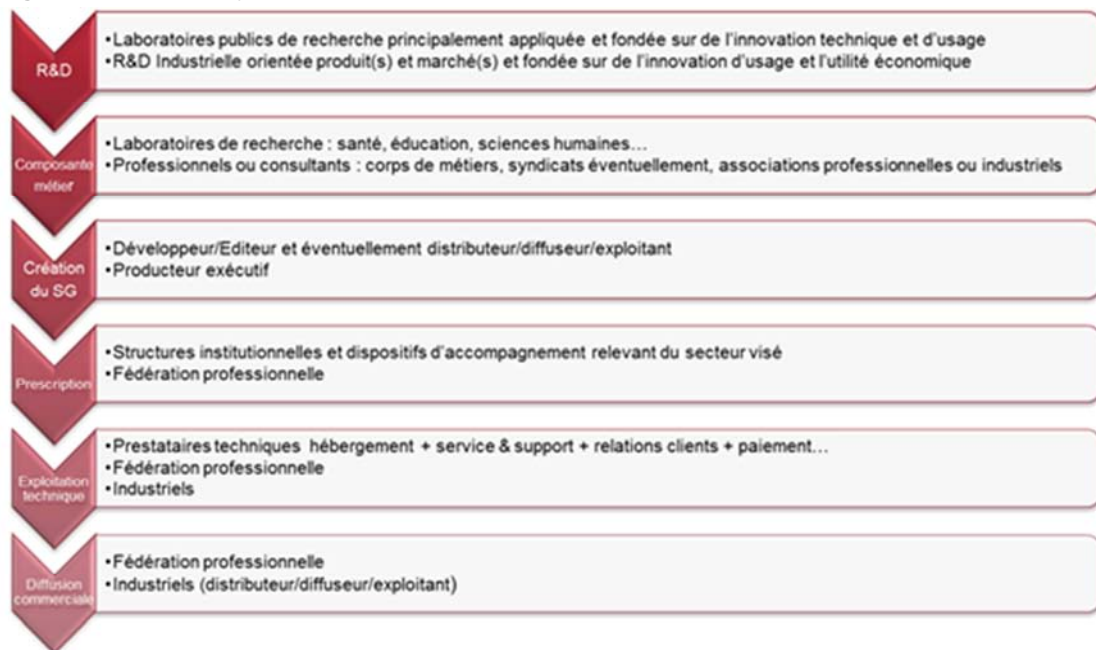 R&D
•Laboratoires publics de recherche principalement appliquée et fondée sur de l'innovation technique et d'usage
•R&D Industrielle orientée produit(s) et marché(s) et fondée sur de l'innovation d'usage et l'utilité économique
Composante
métier
•Laboratoires de recherche : santé, éducation, sciences humaines…
•Professionnels ou consultants : corps de métiers, syndicats éventuellement, associations professionnelles ou industriels
Création
du SG
•Développeur/Editeur et éventuellement distributeur/diffuseur/exploitant
•Producteur exécutif
Prescription
•Structures institutionnelles et dispositifs d'accompagnement relevant du secteur visé
•Fédération professionnelle
Exploitation
technique
•Prestataires techniques hébergement + service & support + relations clients + paiement…
•Fédération professionnelle
•Industriels
Diffusion
commerciale
•Fédération professionnelle
•Industriels (distributeur/diffuseur/exploitant)